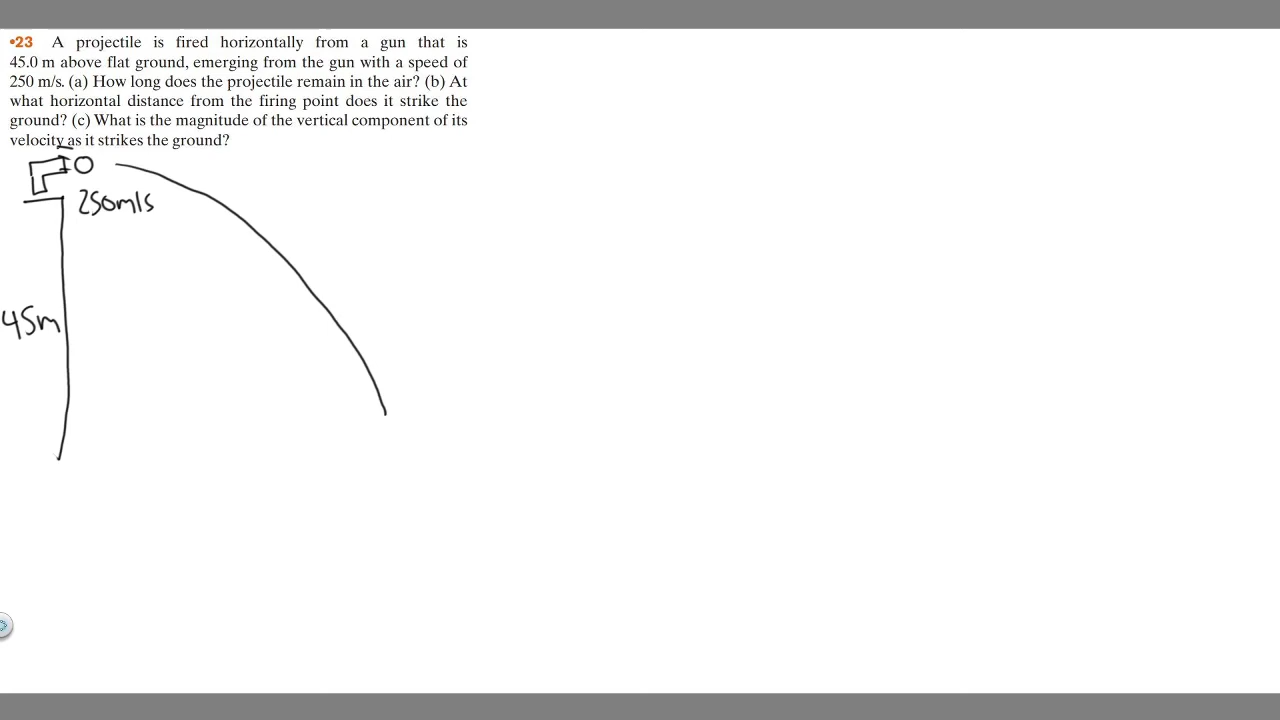 •23 A projectile is fired horizontally from a gun that is
45.0 m above flat ground, emerging from the gun with a speed of
250 m/s. (a) How long does the projectile remain in the air? (b) At
what horizontal distance from the firing point does it strike the
ground? (c) What is the magnitude of the vertical component of its
velocity as it strikes the ground?
250m/s
45m